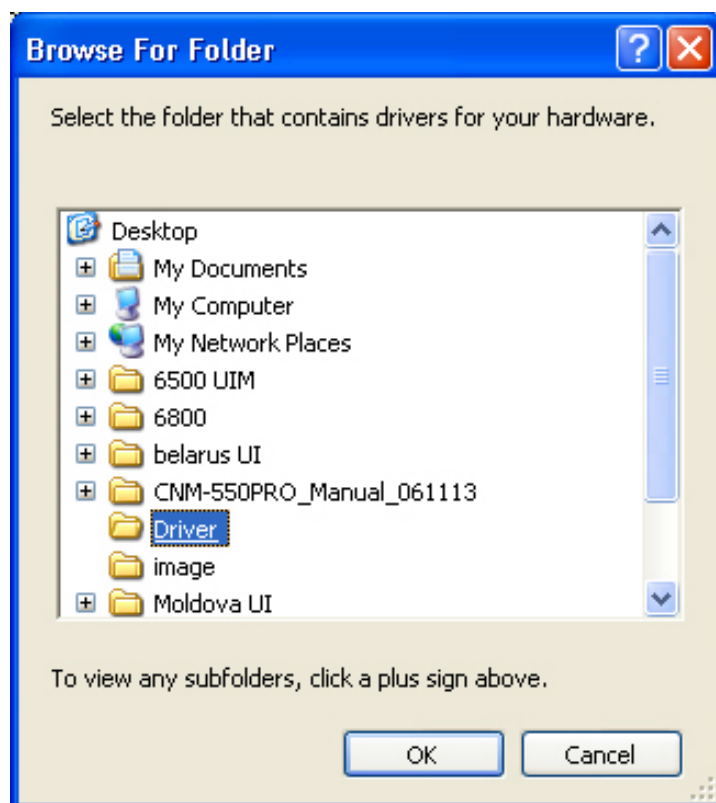 Browse For Folder
Select the folder that contains drivers for your hardware.
Desktop
My Documents
My Computer
My Network Places
6500 UIM
6800
belarus UI
CNM-550PRO_Manual_061113
Driver
image
Moldova UI
To view any subfolders, click a plus sign above.
OK Cancel